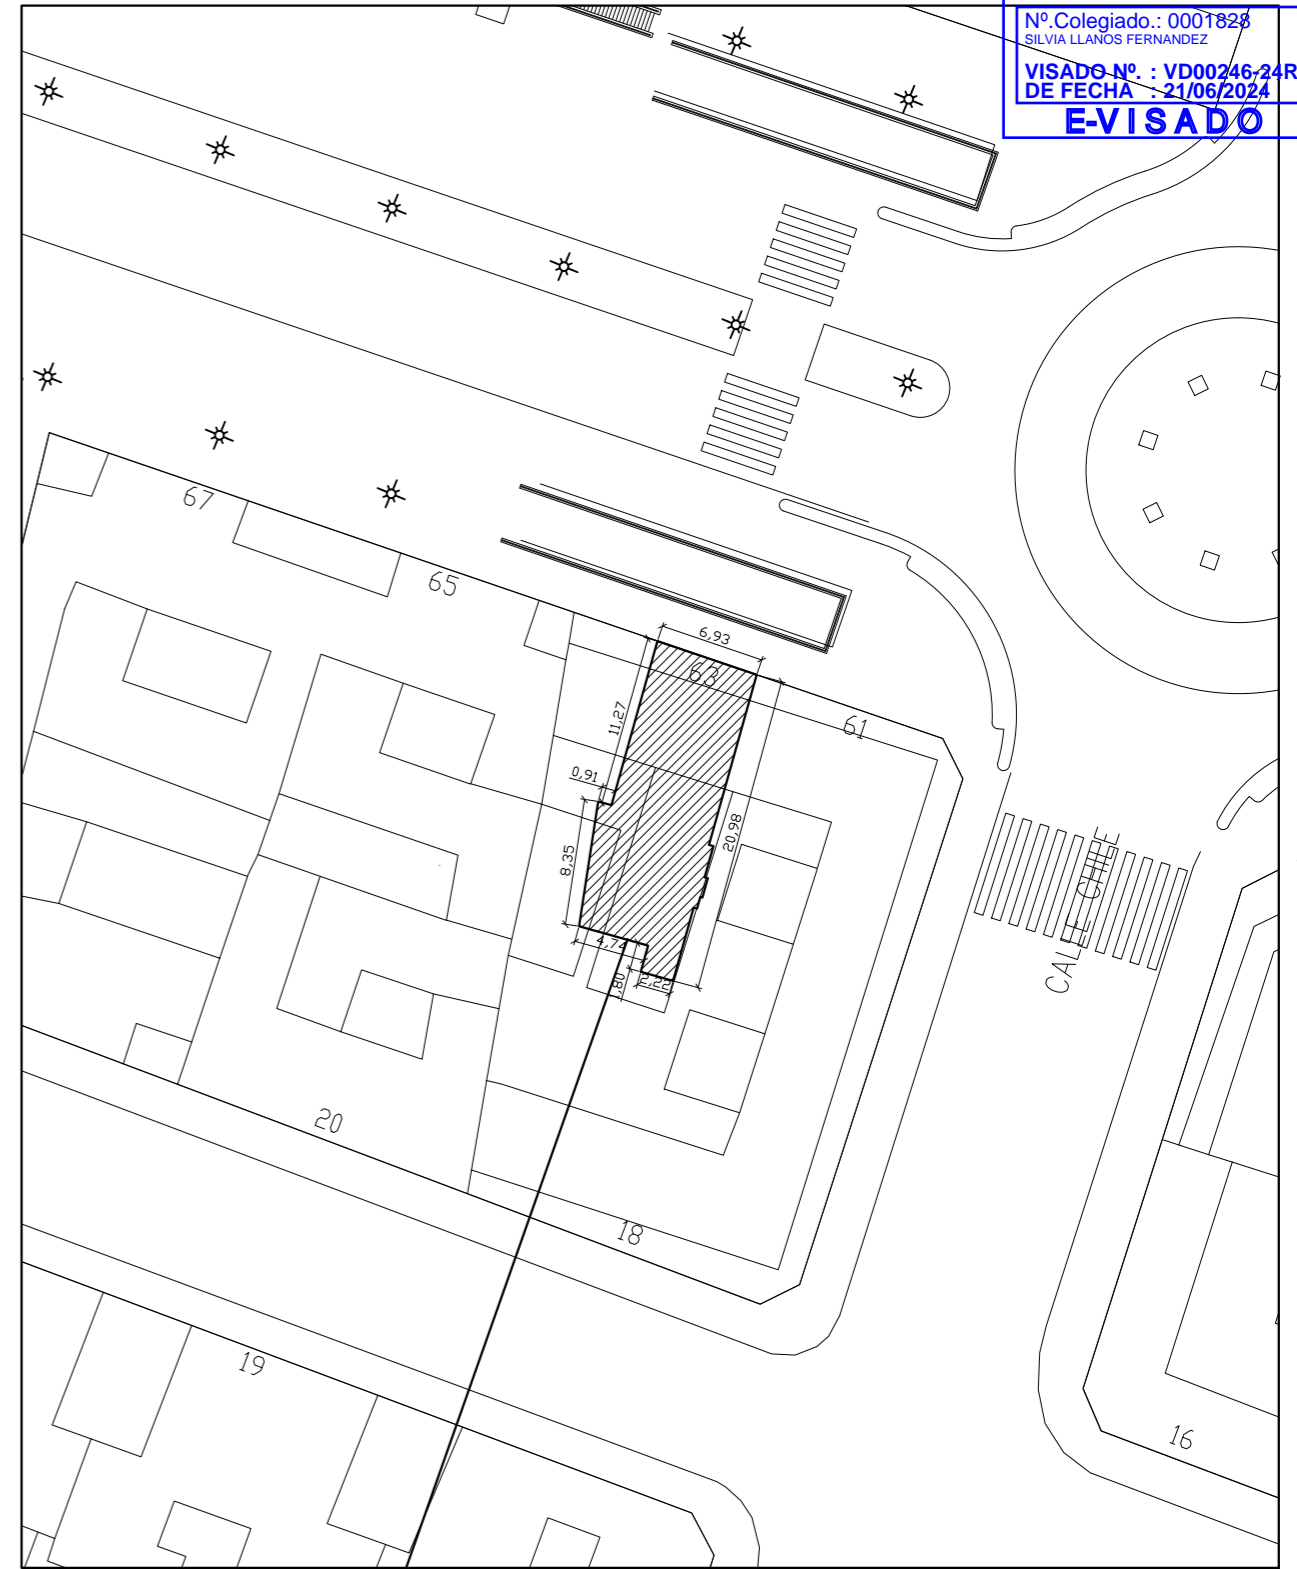 Nº.Colegiado.: 0001828
SILVIA LLANOS FERNANDEZ
VISADO Nº. : VD00246-24R
DE FECHA : 21/06/2024
E-VISADO
67
65
6,93
63
11,27
61
0,91
20,98
8,35
CALLE CHILE
4,74
1,80
2,22
20
18
19
16